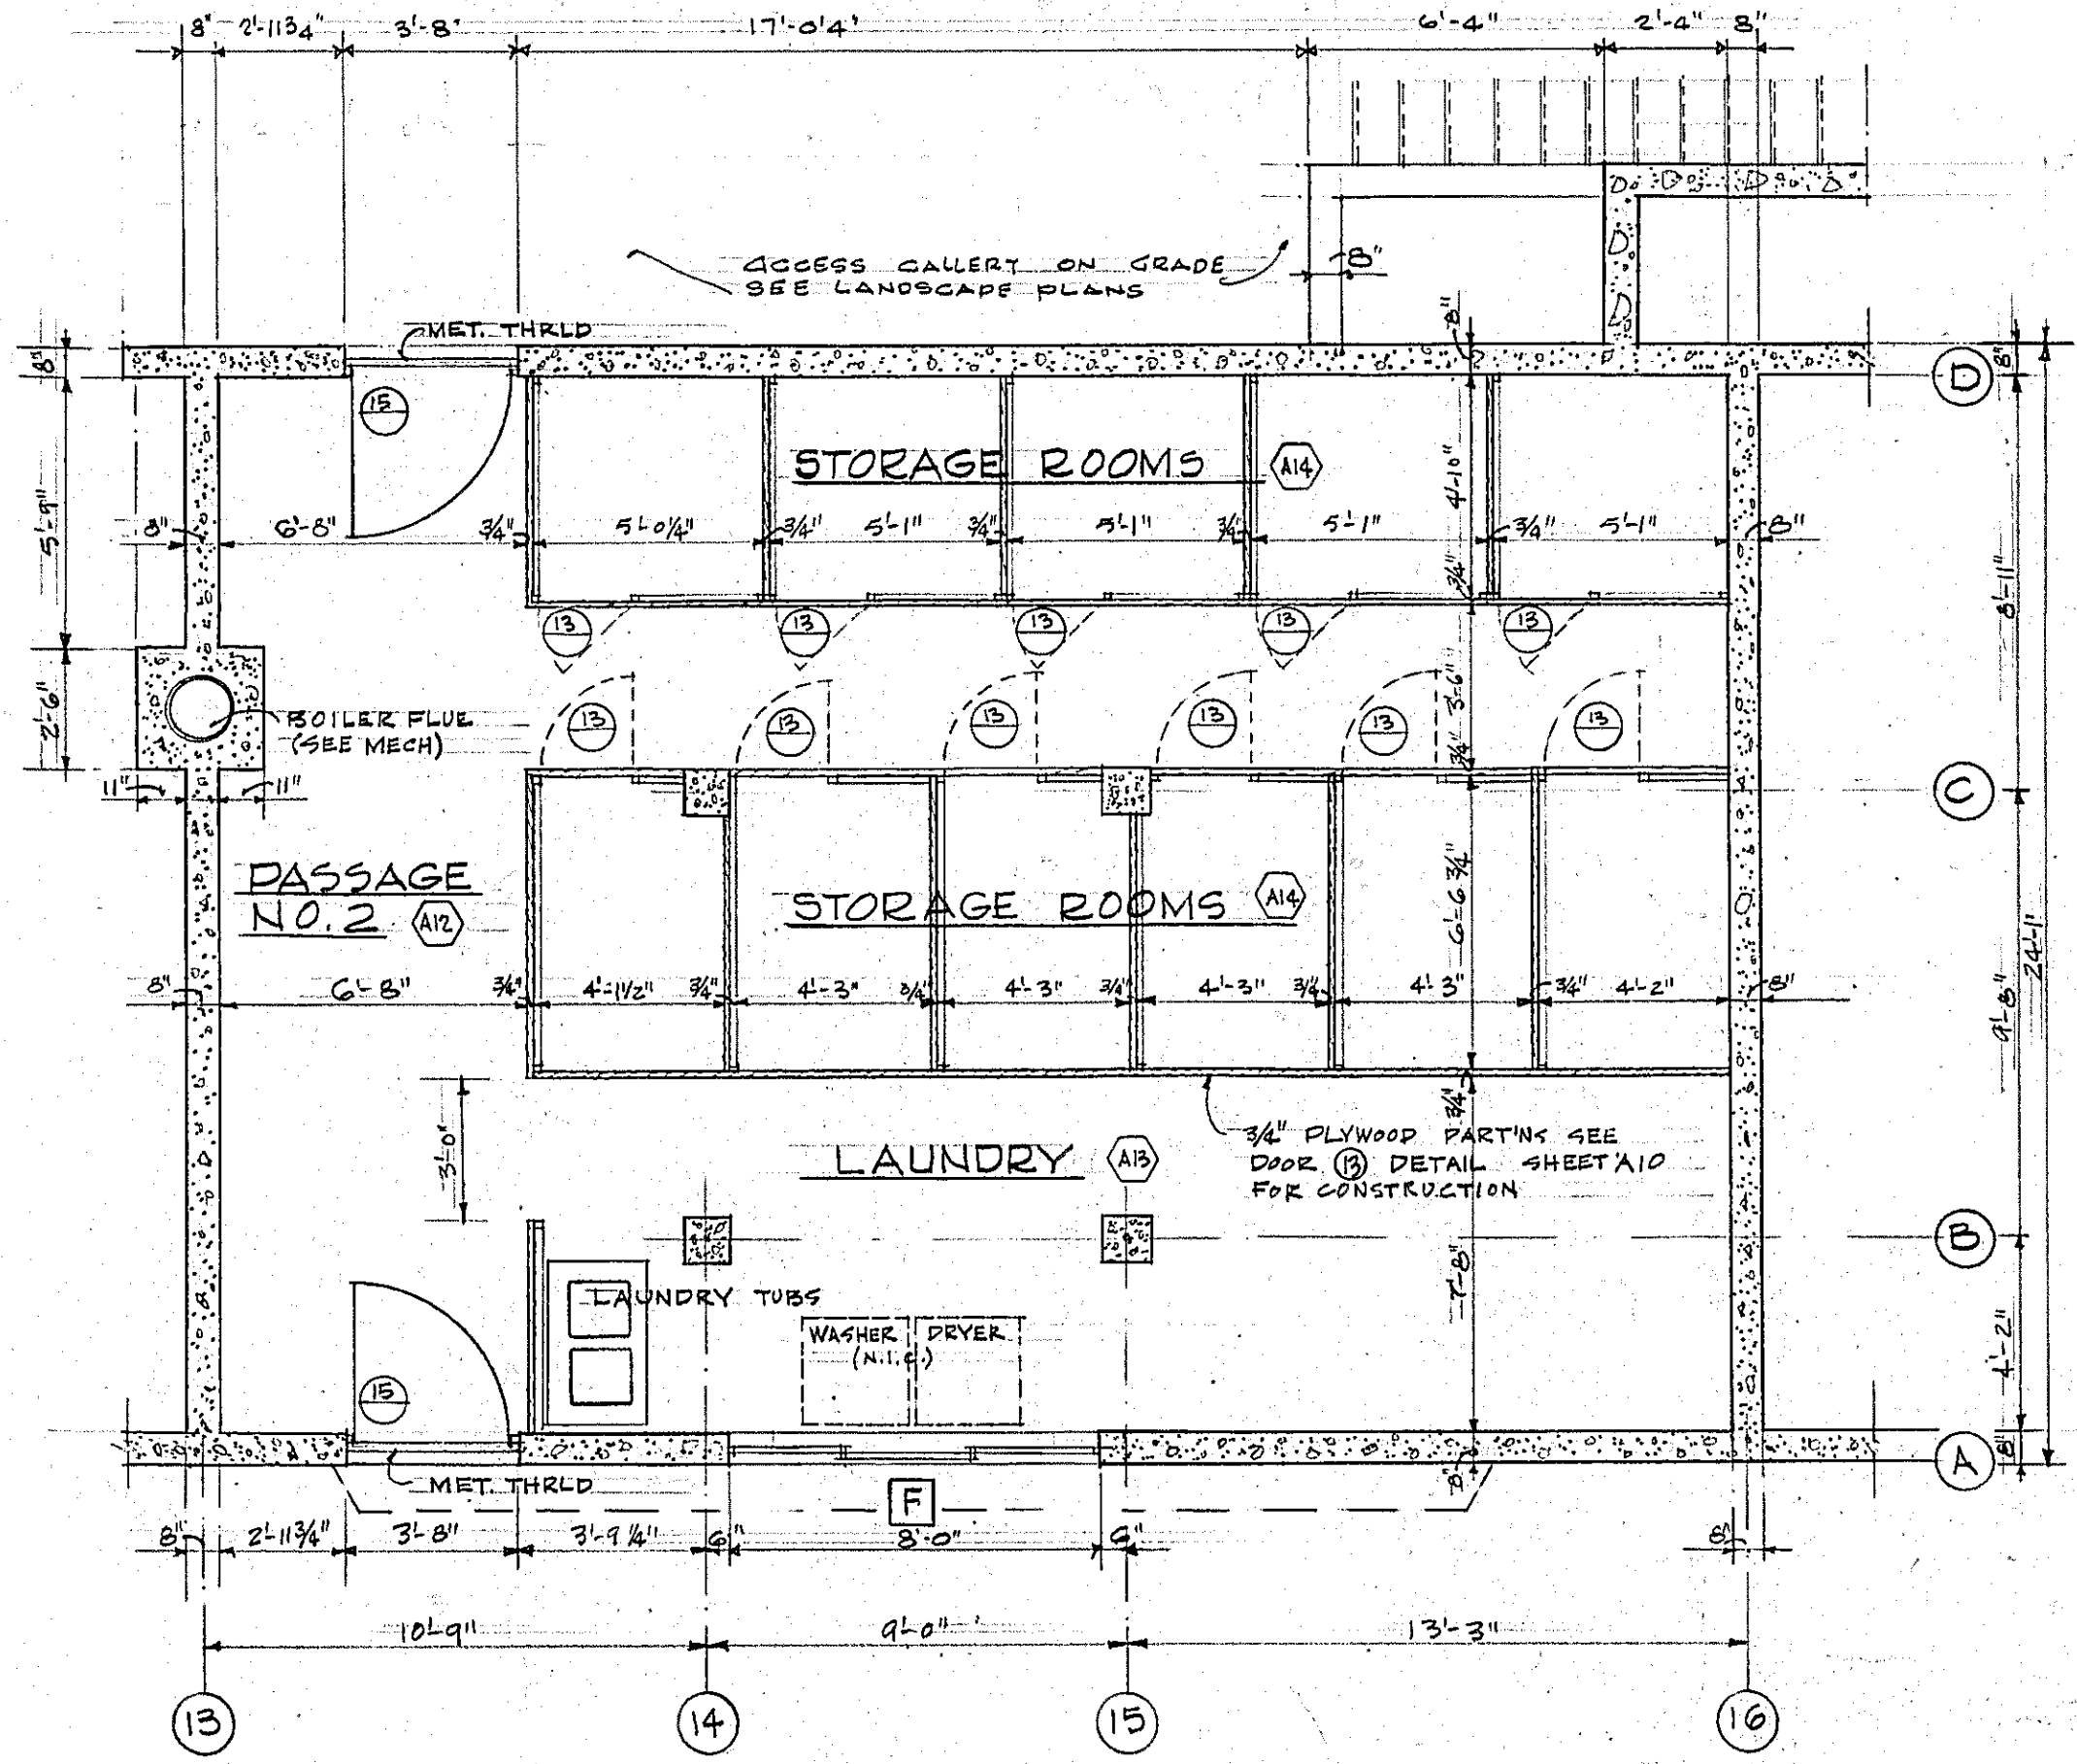 8" 2'-11 3/4" 3'-8" 17'-0 1/4" 6'-4" 2'-4" 8"
ACCESS GALLERY ON GRADE
SEE LANDSCAPE PLANS
8"
MET. THRLD
8" 8" 8"
D
15
STORAGE ROOMS A14
5'-9" 4'-10" 8'-11"
8" 6'-8" 3/4" 5'-0 1/4" 3/4" 5'-1" 3/4" 5'-1" 3/4" 5'-1" 3/4" 5'-1" 8"
3/4"
13 13 13 13 13
2'-6" 3'-6"
13 13 13 13 13 13
BOILER FLUE
(SEE MECH)
3/4"
11" 11"
C
PASSAGE
NO. 2 A12
STORAGE ROOMS A14
6'-6 3/4" 24'-1"
8" 6'-8" 3/4" 4'-1 1/2" 3/4" 4'-3" 3/4" 4'-3" 3/4" 4'-3" 3/4" 4'-3" 3/4" 4'-2" 8"
9'-8"
3/4"
3'-0"
LAUNDRY A13
3/4" PLYWOOD PART'NS SEE
DOOR 13 DETAIL SHEET A10
FOR CONSTRUCTION
B
7'-8"
LAUNDRY TUBS
WASHER DRYER
(N.I.C.)
4'-2"
15
8" 8"
A
MET. THRLD
F
8" 2'-11 3/4" 3'-8" 3'-9 1/4" 6" 8'-0" 6" 8"
10'-9" 9'-0" 13'-3"
13 14 15 16